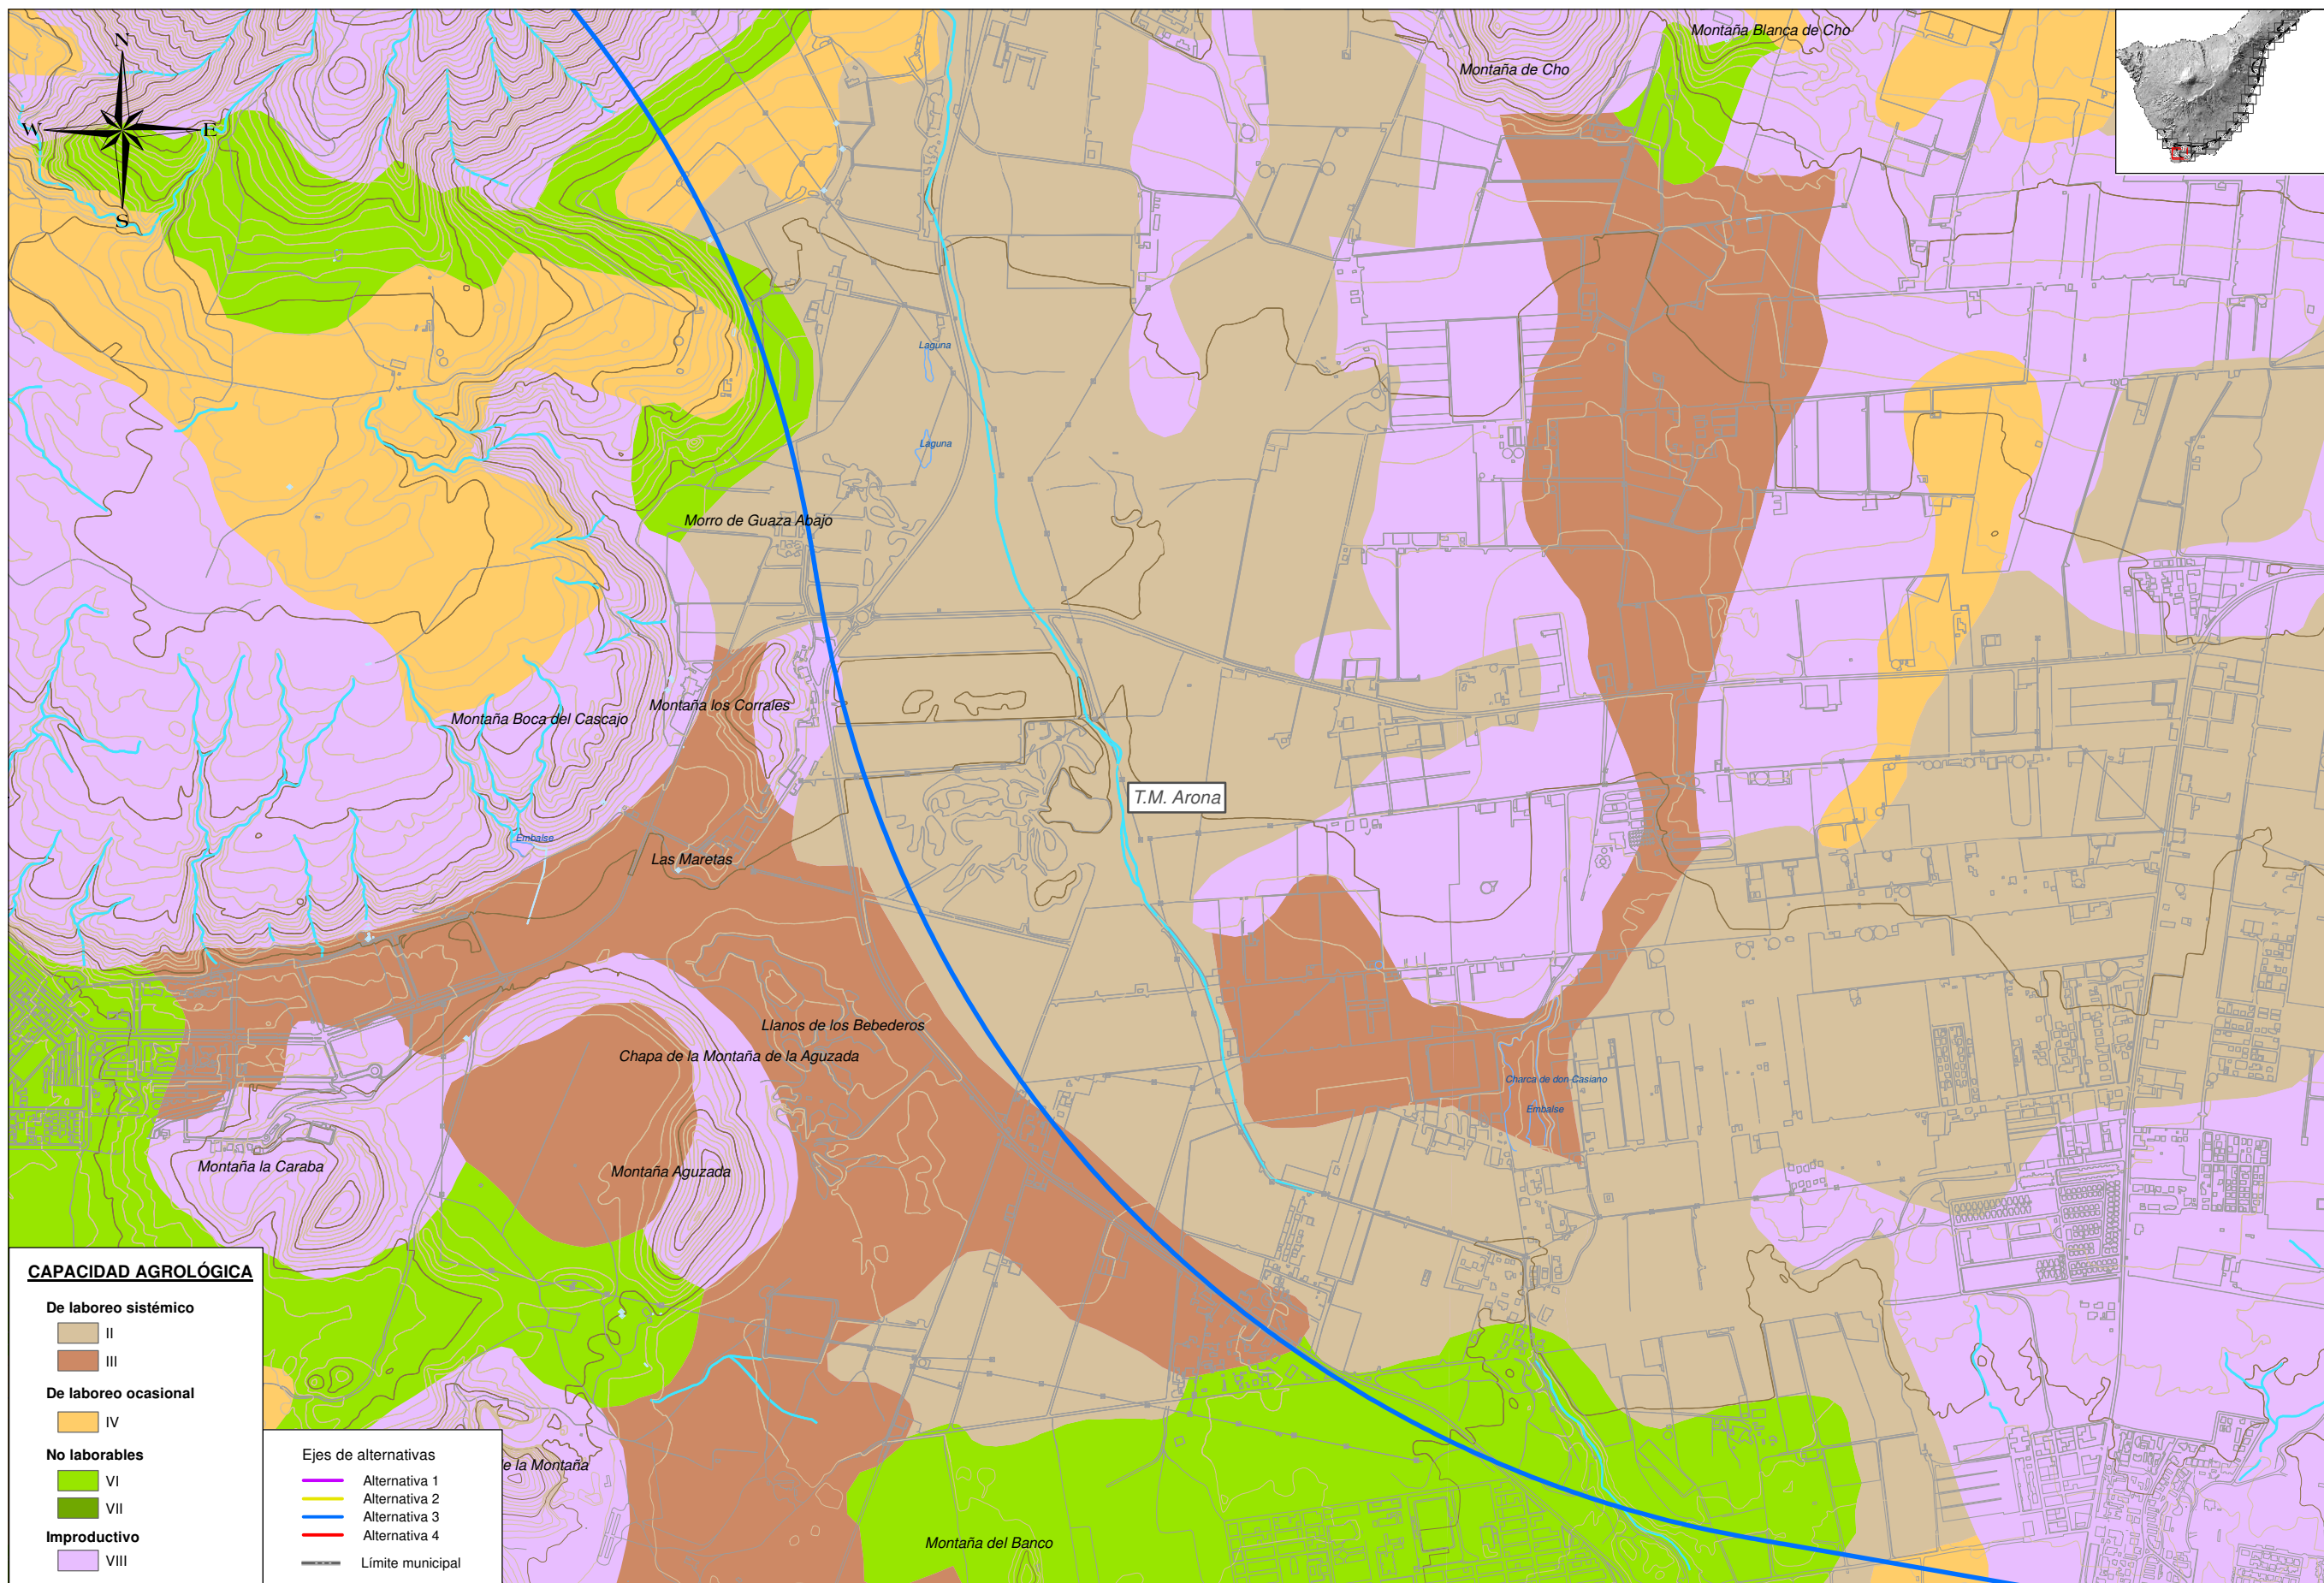 Montaña Blanca de Cho
N
Montaña de Cho
W
E
S
Laguna
Laguna
Morro de Guaza Abajo
Montaña los Corrales
Montaña Boca del Cascajo
T.M. Arona
Embalse
Las Maretas
Llanos de los Bebederos
Chapa de la Montaña de la Aguzada
Charca de don Casiano
Embalse
Montaña la Caraba
Montaña Aguzada
CAPACIDAD AGROLÓGICA
De laboreo sistémico
II
III
De laboreo ocasional
IV
No laborables
VI
VII
Improductivo
VIII
Ejes de alternativas
Alternativa 1
Alternativa 2
Alternativa 3
Alternativa 4
Límite municipal
de la Montaña
Montaña del Banco